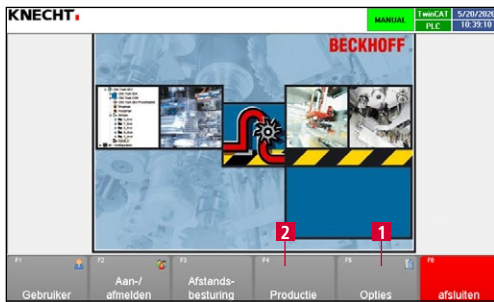 KNECHT.
MANUAL
TwinCAT
PLC
5/20/2026
10:39:10
BECKHOFF
2
1
F1
Gebruiker
F2
Aan-/
afmelden
F3
Afstands-
besturing
F4
Productie
F5
Opties
F6
afsluiten